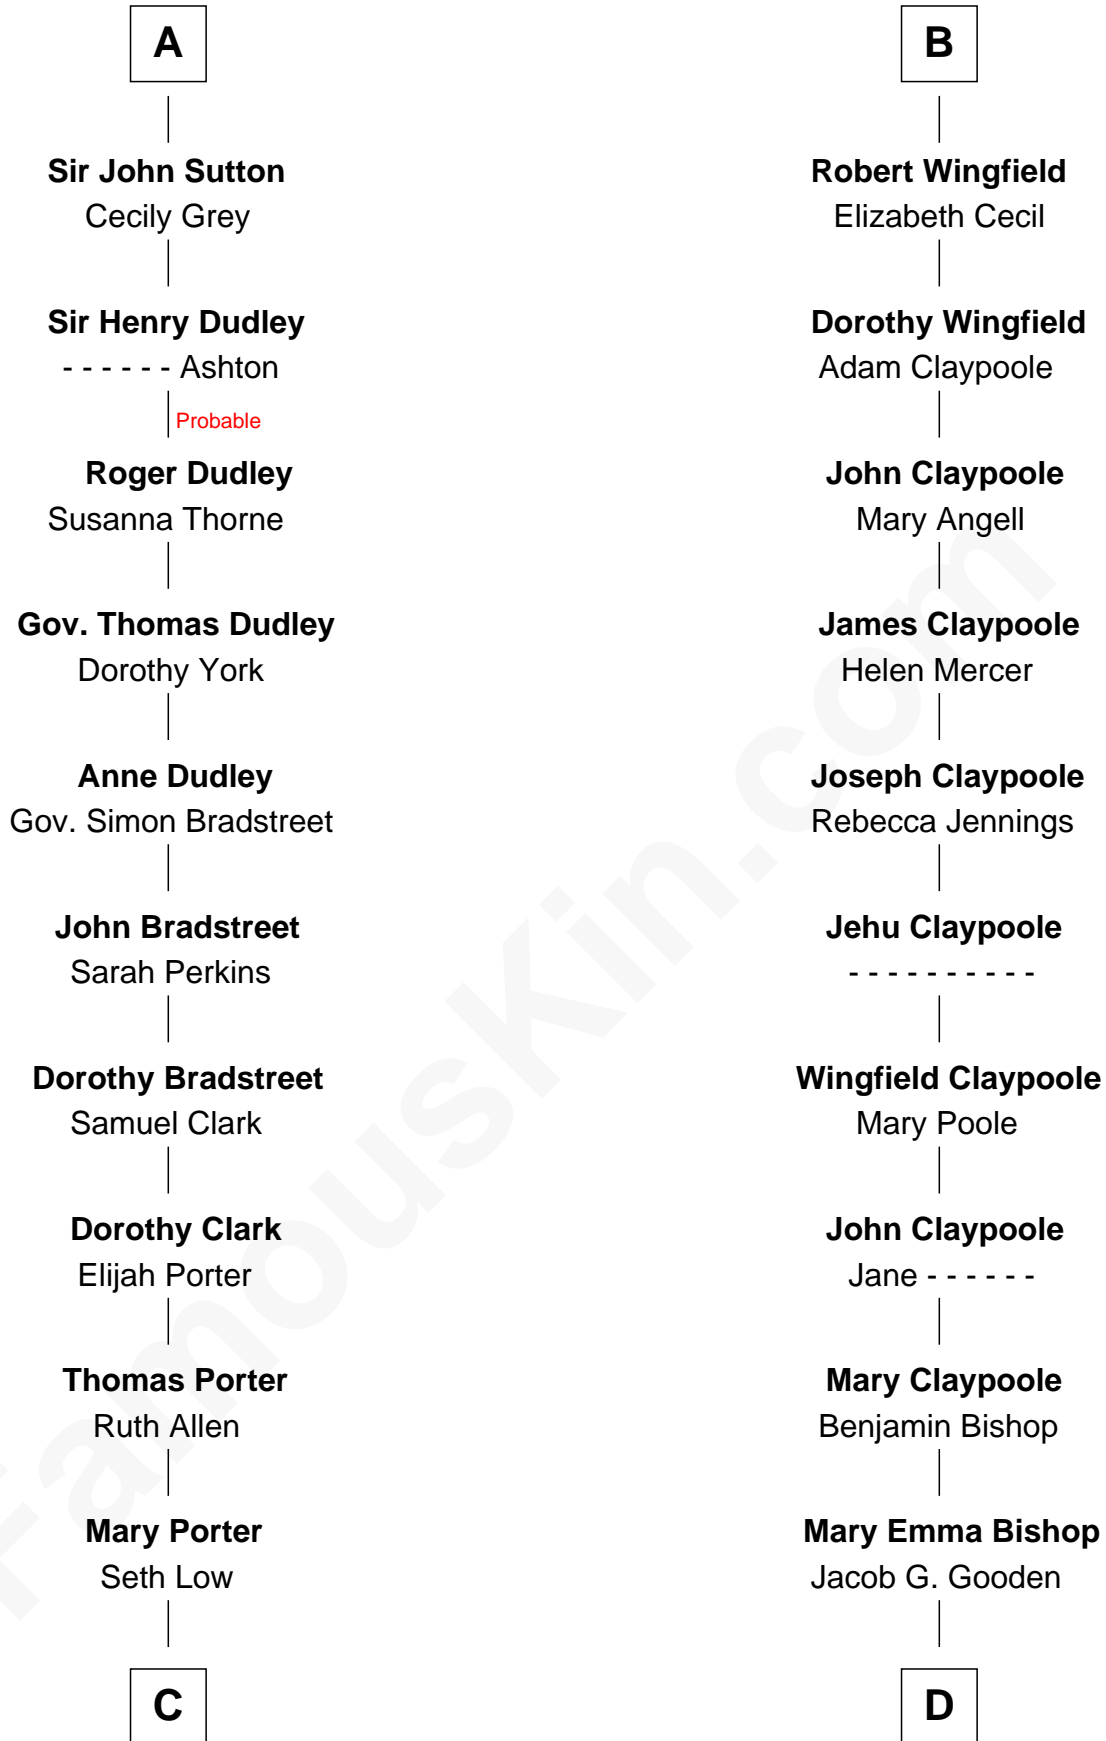 A
Sir John Sutton
Cecily Grey
Sir Henry Dudley
- - - - - - Ashton
Probable
Roger Dudley
Susanna Thorne
Gov. Thomas Dudley
Dorothy York
Anne Dudley
Gov. Simon Bradstreet
John Bradstreet
Sarah Perkins
Dorothy Bradstreet
Samuel Clark
Dorothy Clark
Elijah Porter
Thomas Porter
Ruth Allen
Mary Porter
Seth Low
C
B
Robert Wingfield
Elizabeth Cecil
Dorothy Wingfield
Adam Claypoole
John Claypoole
Mary Angell
James Claypoole
Helen Mercer
Joseph Claypoole
Rebecca Jennings
Jehu Claypoole
- - - - - - - - - -
Wingfield Claypoole
Mary Poole
John Claypoole
Jane - - - - - -
Mary Claypoole
Benjamin Bishop
Mary Emma Bishop
Jacob G. Gooden
D
FamousKin.com